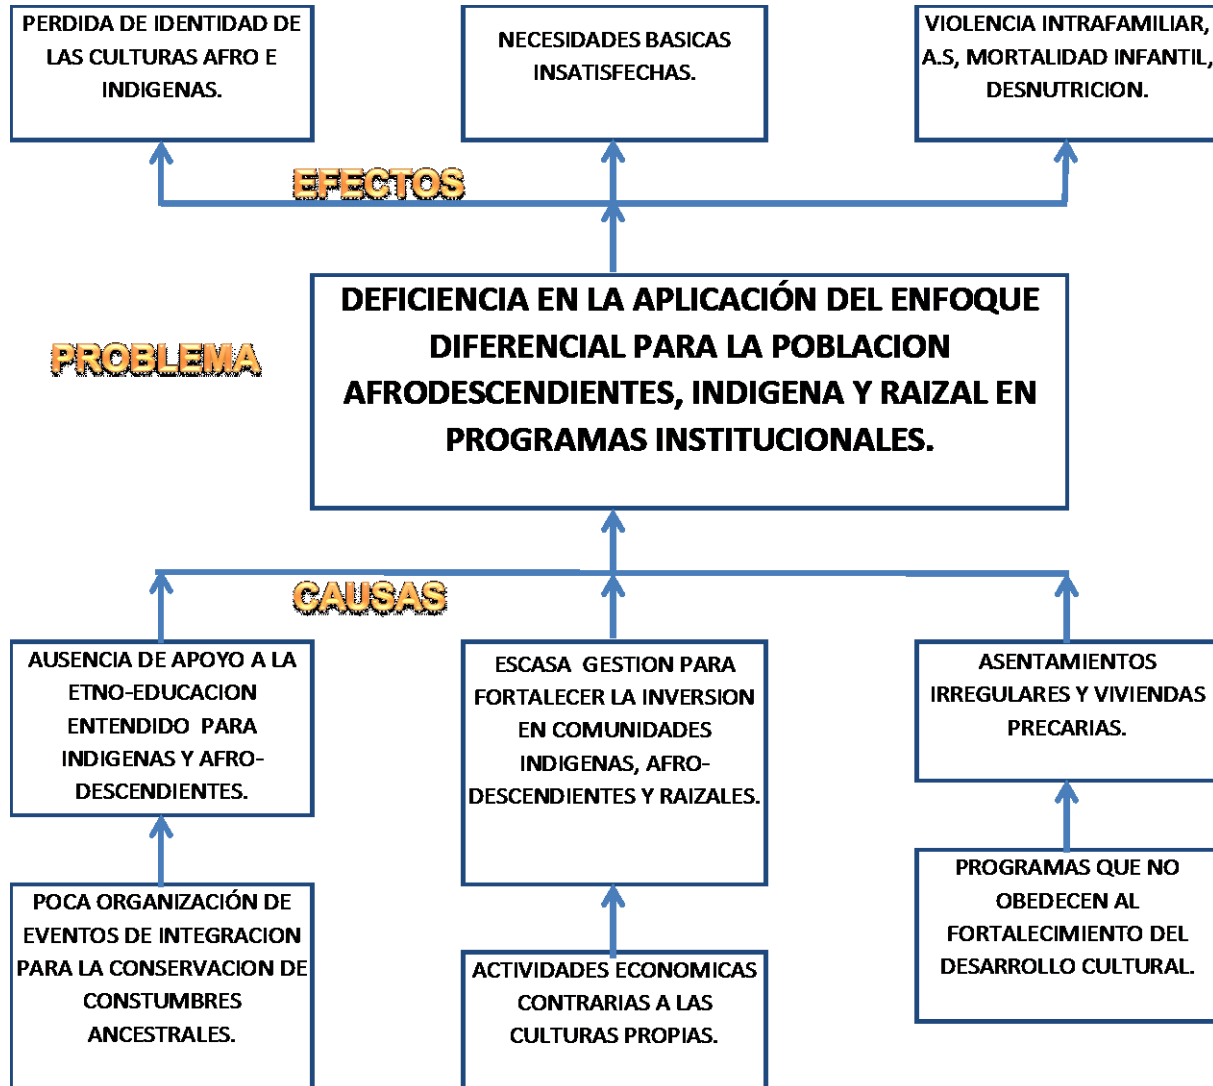 PERDIDA DE IDENTIDAD DE
LAS CULTURAS AFRO E
INDIGENAS.
NECESIDADES BASICAS
INSATISFECHAS.
VIOLENCIA INTRAFAMILIAR,
A.S, MORTALIDAD INFANTIL,
DESNUTRICION.
EFECTOS
PROBLEMA
DEFICIENCIA EN LA APLICACIÓN DEL ENFOQUE
DIFERENCIAL PARA LA POBLACION
AFRODESCENDIENTES, INDIGENA Y RAIZAL EN
PROGRAMAS INSTITUCIONALES.
CAUSAS
AUSENCIA DE APOYO A LA
ETNO-EDUCACION
ENTENDIDO PARA
INDIGENAS Y AFRO-
DESCENDIENTES.
ESCASA GESTION PARA
FORTALECER LA INVERSION
EN COMUNIDADES
INDIGENAS, AFRO-
DESCENDIENTES Y RAIZALES.
ASENTAMIENTOS
IRREGULARES Y VIVIENDAS
PRECARIAS.
POCA ORGANIZACIÓN DE
EVENTOS DE INTEGRACION
PARA LA CONSERVACION DE
CONSTUMBRES
ANCESTRALES.
ACTIVIDADES ECONOMICAS
CONTRARIAS A LAS
CULTURAS PROPIAS.
PROGRAMAS QUE NO
OBEDECEN AL
FORTALECIMIENTO DEL
DESARROLLO CULTURAL.